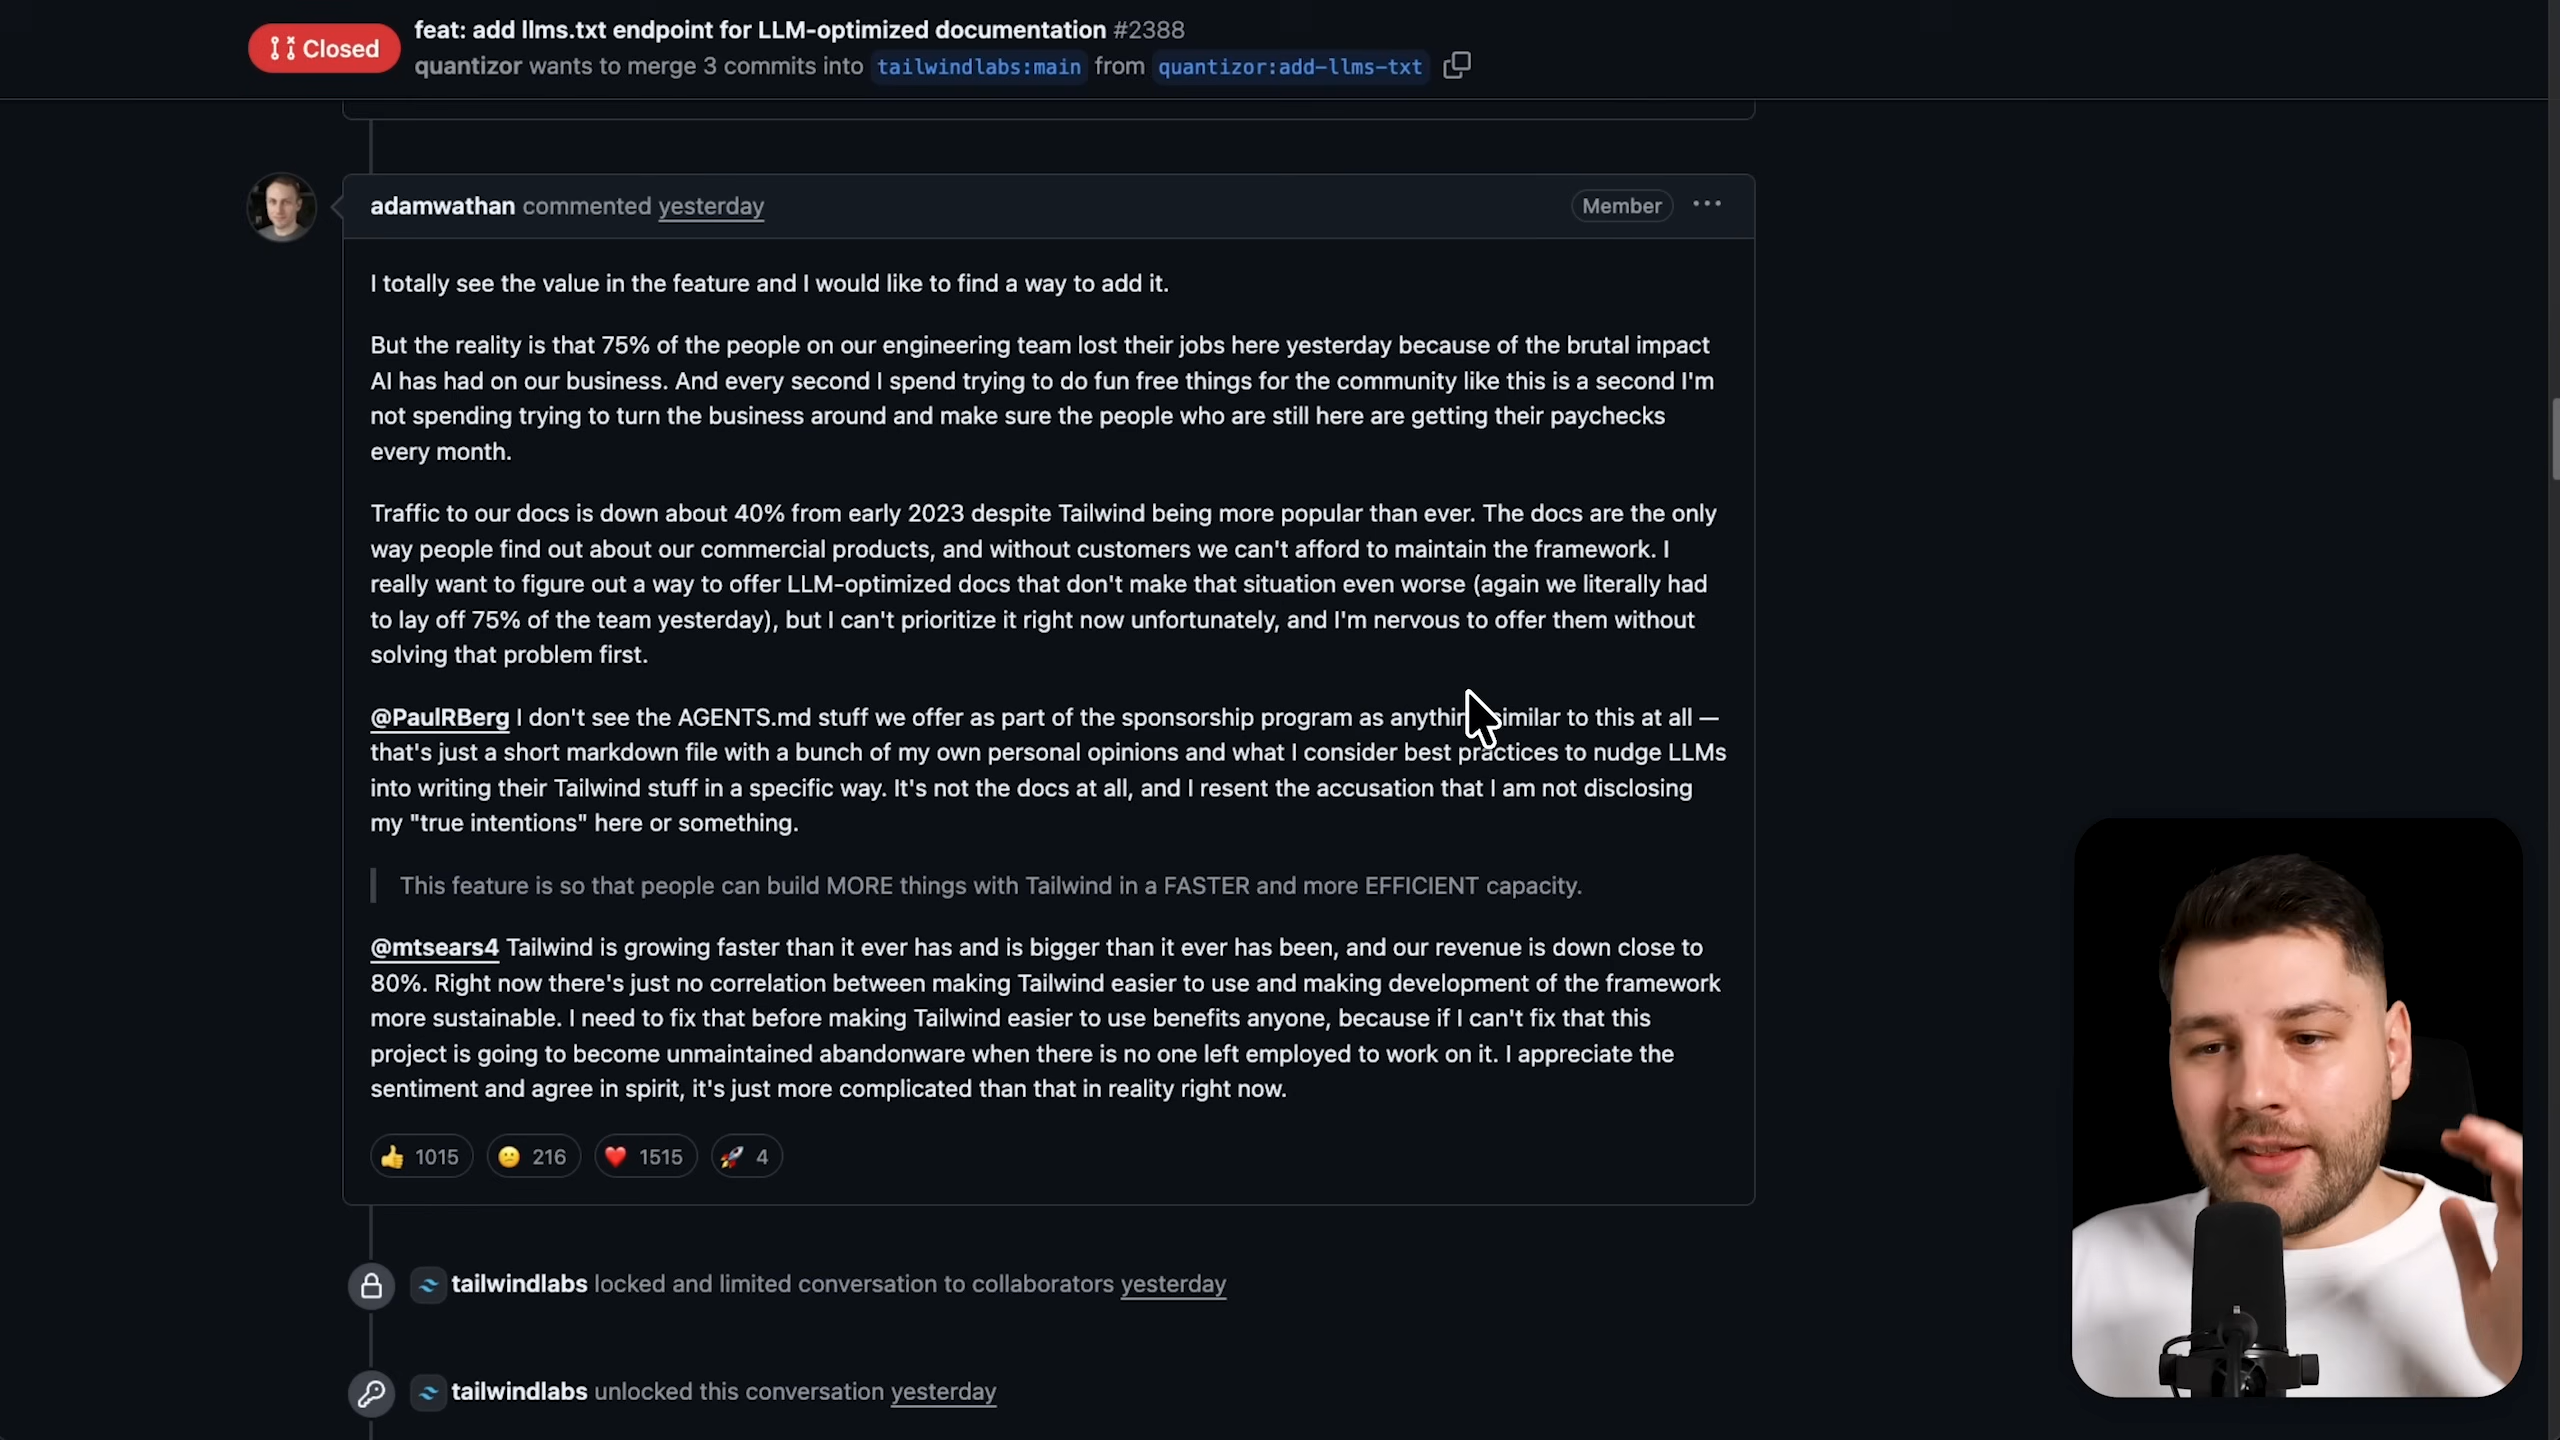 Closed
feat: add llms.txt endpoint for LLM-optimized documentation #2388
quantizor wants to merge 3 commits into tailwindlabs:main from quantizor:add-llms-txt
adamwathan commented yesterday
Member
I totally see the value in the feature and I would like to find a way to add it.
But the reality is that 75% of the people on our engineering team lost their jobs here yesterday because of the brutal impact
AI has had on our business. And every second I spend trying to do fun free things for the community like this is a second I'm
not spending trying to turn the business around and make sure the people who are still here are getting their paychecks
every month.
Traffic to our docs is down about 40% from early 2023 despite Tailwind being more popular than ever. The docs are the only
way people find out about our commercial products, and without customers we can't afford to maintain the framework. I
really want to figure out a way to offer LLM-optimized docs that don't make that situation even worse (again we literally had
to lay off 75% of the team yesterday), but I can't prioritize it right now unfortunately, and I'm nervous to offer them without
solving that problem first.
@PaulRBerg I don't see the AGENTS.md stuff we offer as part of the sponsorship program as anything similar to this at all —
that's just a short markdown file with a bunch of my own personal opinions and what I consider best practices to nudge LLMs
into writing their Tailwind stuff in a specific way. It's not the docs at all, and I resent the accusation that I am not disclosing
my "true intentions" here or something.
This feature is so that people can build MORE things with Tailwind in a FASTER and more EFFICIENT capacity.
@mtsears4 Tailwind is growing faster than it ever has and is bigger than it ever has been, and our revenue is down close to
80%. Right now there's just no correlation between making Tailwind easier to use and making development of the framework
more sustainable. I need to fix that before making Tailwind easier to use benefits anyone, because if I can't fix that this
project is going to become unmaintained abandonware when there is no one left employed to work on it. I appreciate the
sentiment and agree in spirit, it's just more complicated than that in reality right now.
👍 1015 😕 216 ❤️ 1515 🚀 4
tailwindlabs locked and limited conversation to collaborators yesterday
tailwindlabs unlocked this conversation yesterday